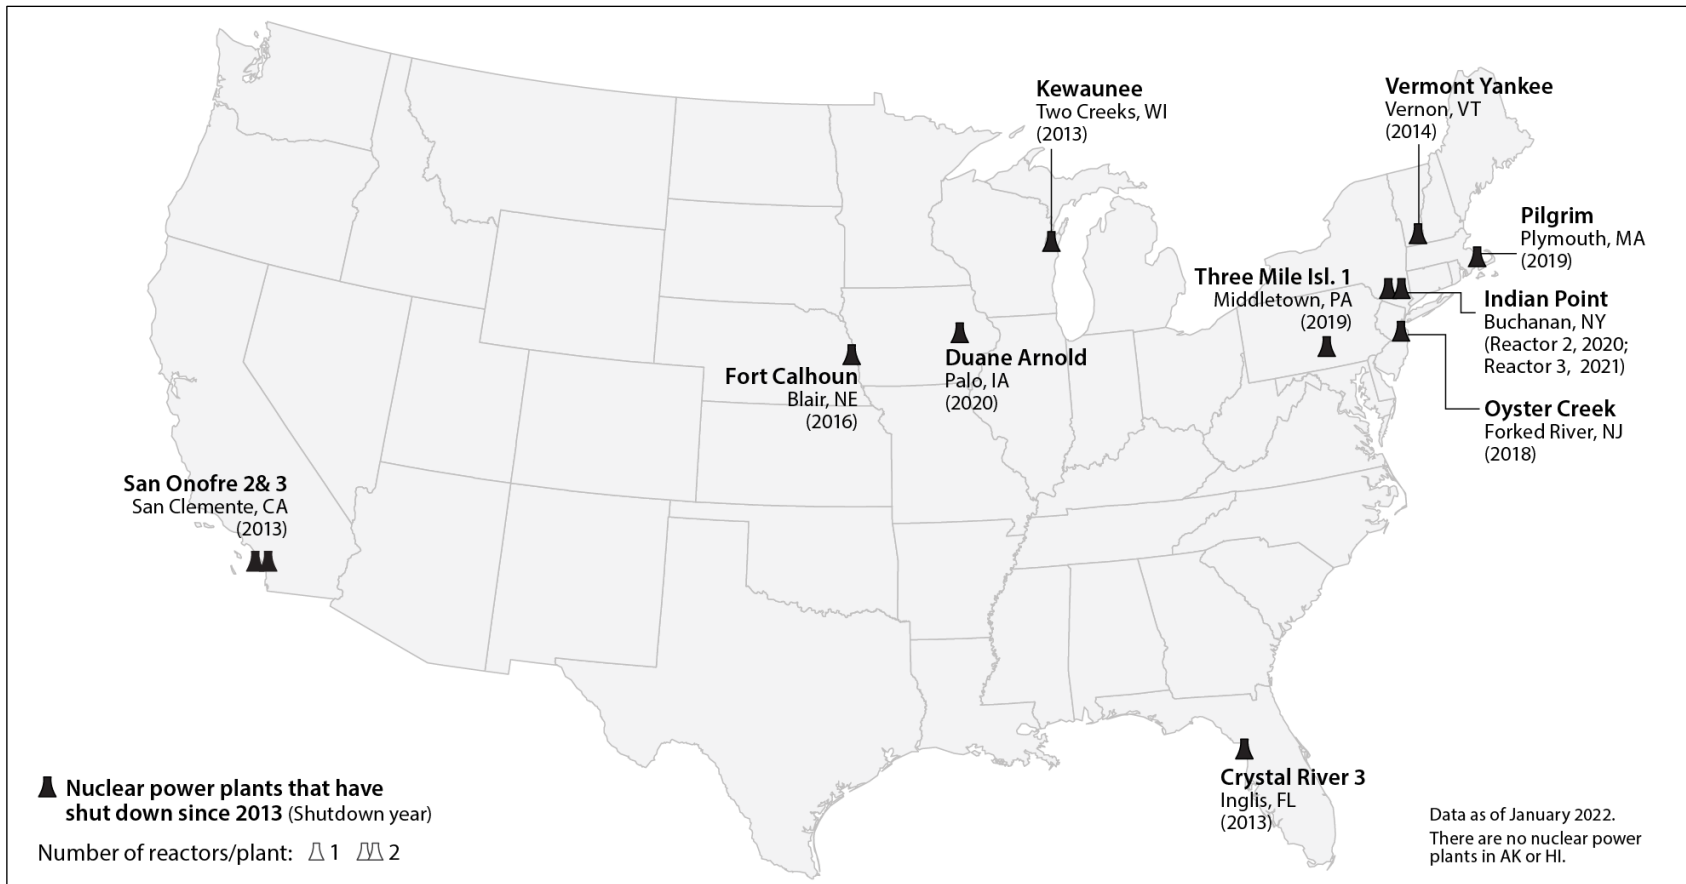 Kewaunee
Two Creeks, WI
(2013)
Vermont Yankee
Vernon, VT
(2014)
Pilgrim
Plymouth, MA
(2019)
Three Mile Isl. 1
Middletown, PA
(2019)
Indian Point
Buchanan, NY
(Reactor 2, 2020;
Reactor 3, 2021)
Fort Calhoun
Blair, NE
(2016)
Duane Arnold
Palo, IA
(2020)
Oyster Creek
Forked River, NJ
(2018)
San Onofre 2& 3
San Clemente, CA
(2013)
Crystal River 3
Inglis, FL
(2013)
Nuclear power plants that have
shut down since 2013 (Shutdown year)
Number of reactors/plant: 1 2
Data as of January 2022.
There are no nuclear power
plants in AK or HI.